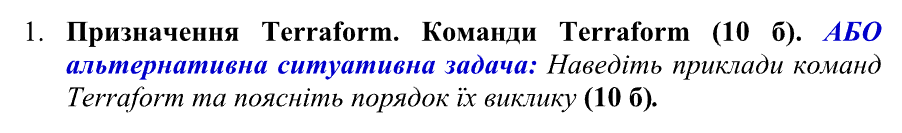 1. Призначення Terraform. Команди Terraform (10 б). АБО
альтернативна ситуативна задача: Наведіть приклади команд
Terraform та поясніть порядок їх виклику (10 б).